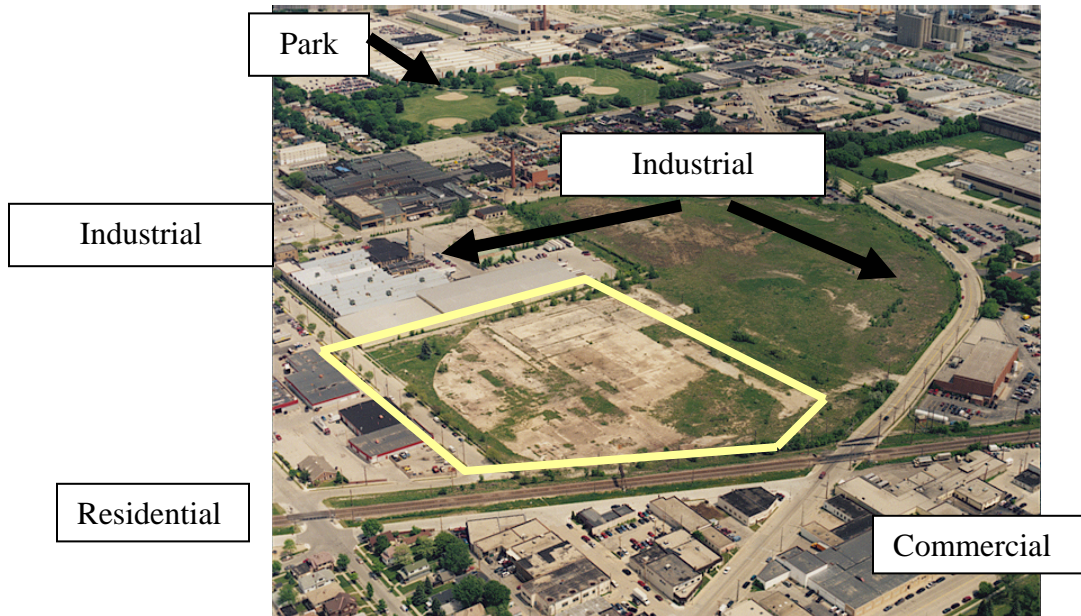 Park
Industrial
Industrial
Residential
Commercial